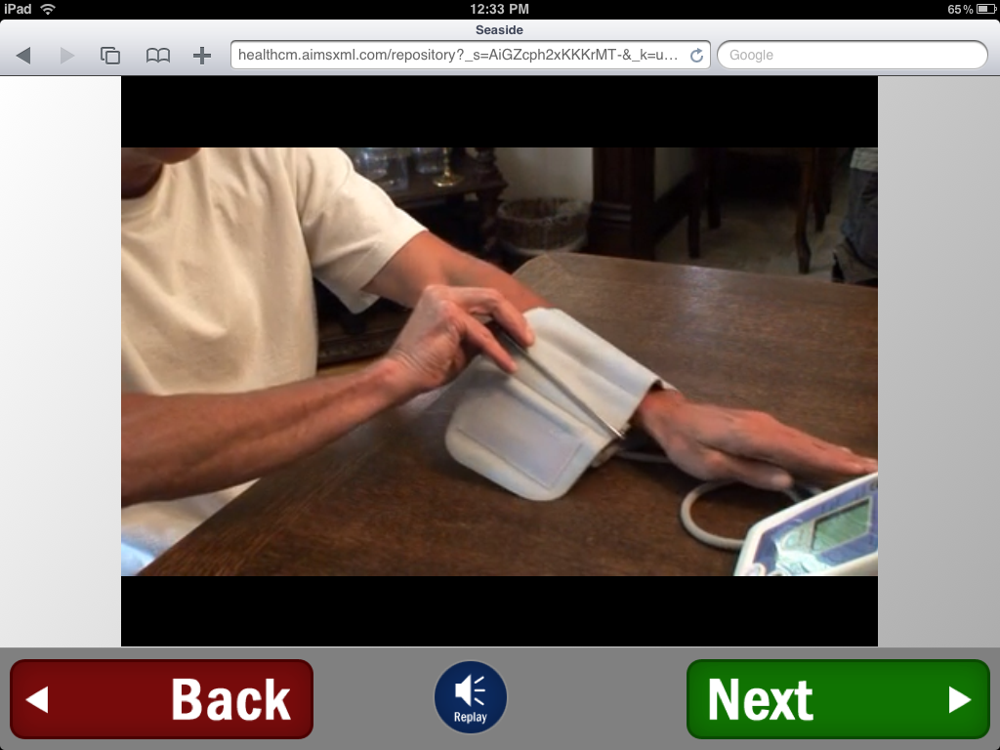 iPad 12:33 PM 65%
Seaside
healthcm.aimsxml.com/repository?_s=AiGZcph2xKKKrMT-&_k=u... Google
Back Replay Next